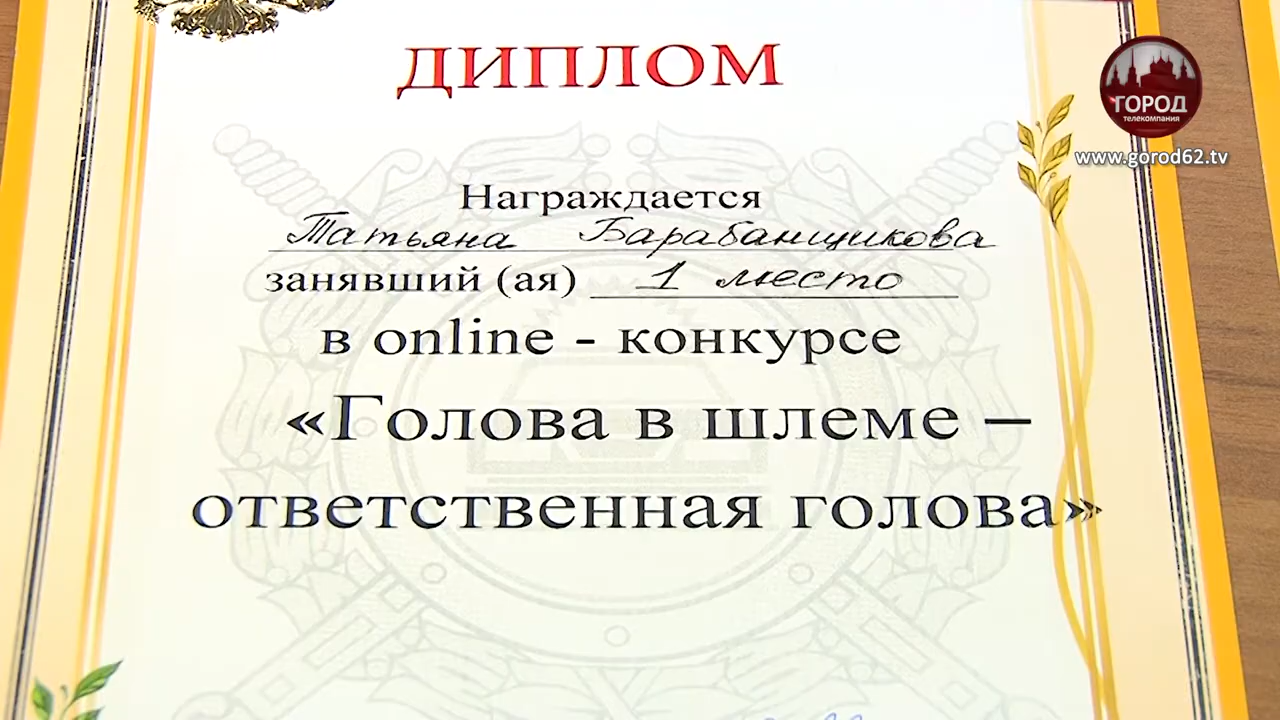 ДИПЛОМ
ГОРОД
телекомпания
www.gorod62.tv
Награждается
Татьяна Барабанщикова
занявший (ая) 1 место
в online - конкурсе
«Голова в шлеме –
ответственная голова»